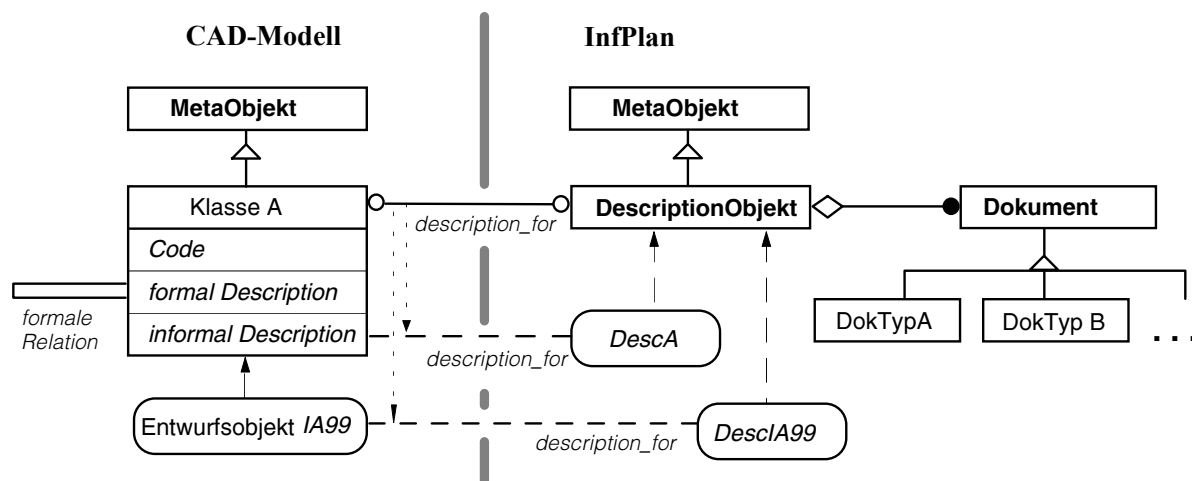 CAD-Modell
InfPlan
MetaObjekt
MetaObjekt
Klasse A
description_for
DescriptionObjekt
Dokument
Code
formal Description
formale
Relation
informal Description
description_for
DescA
DokTypA
DokTyp B
. . .
Entwurfsobjekt IA99
description_for
DescIA99